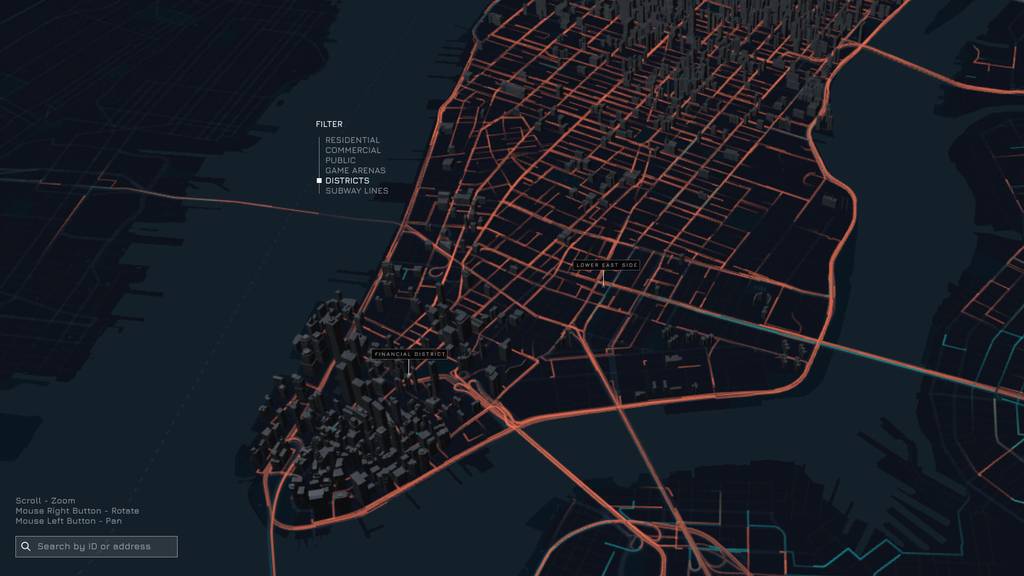 FILTER
RESIDENTIAL
COMMERCIAL
PUBLIC
GAME ARENAS
DISTRICTS
SUBWAY LINES
LOWER EAST SIDE
FINANCIAL DISTRICT
Scroll - Zoom
Mouse Right Button - Rotate
Mouse Left Button - Pan
Search by ID or address